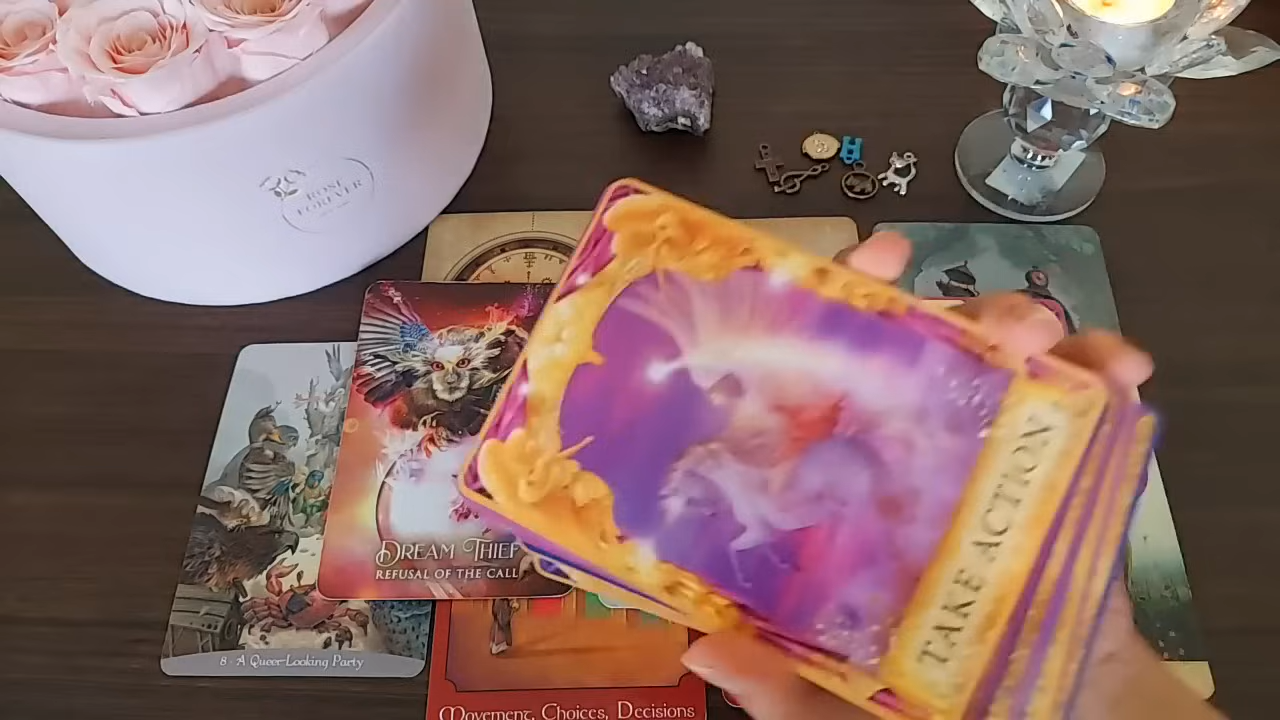 ROSE
FOREVER
TAKE ACTION
DREAM THIEF
REFUSAL OF THE CALL
8 · A Queer-Looking Party
Movement, Choices, Decisions